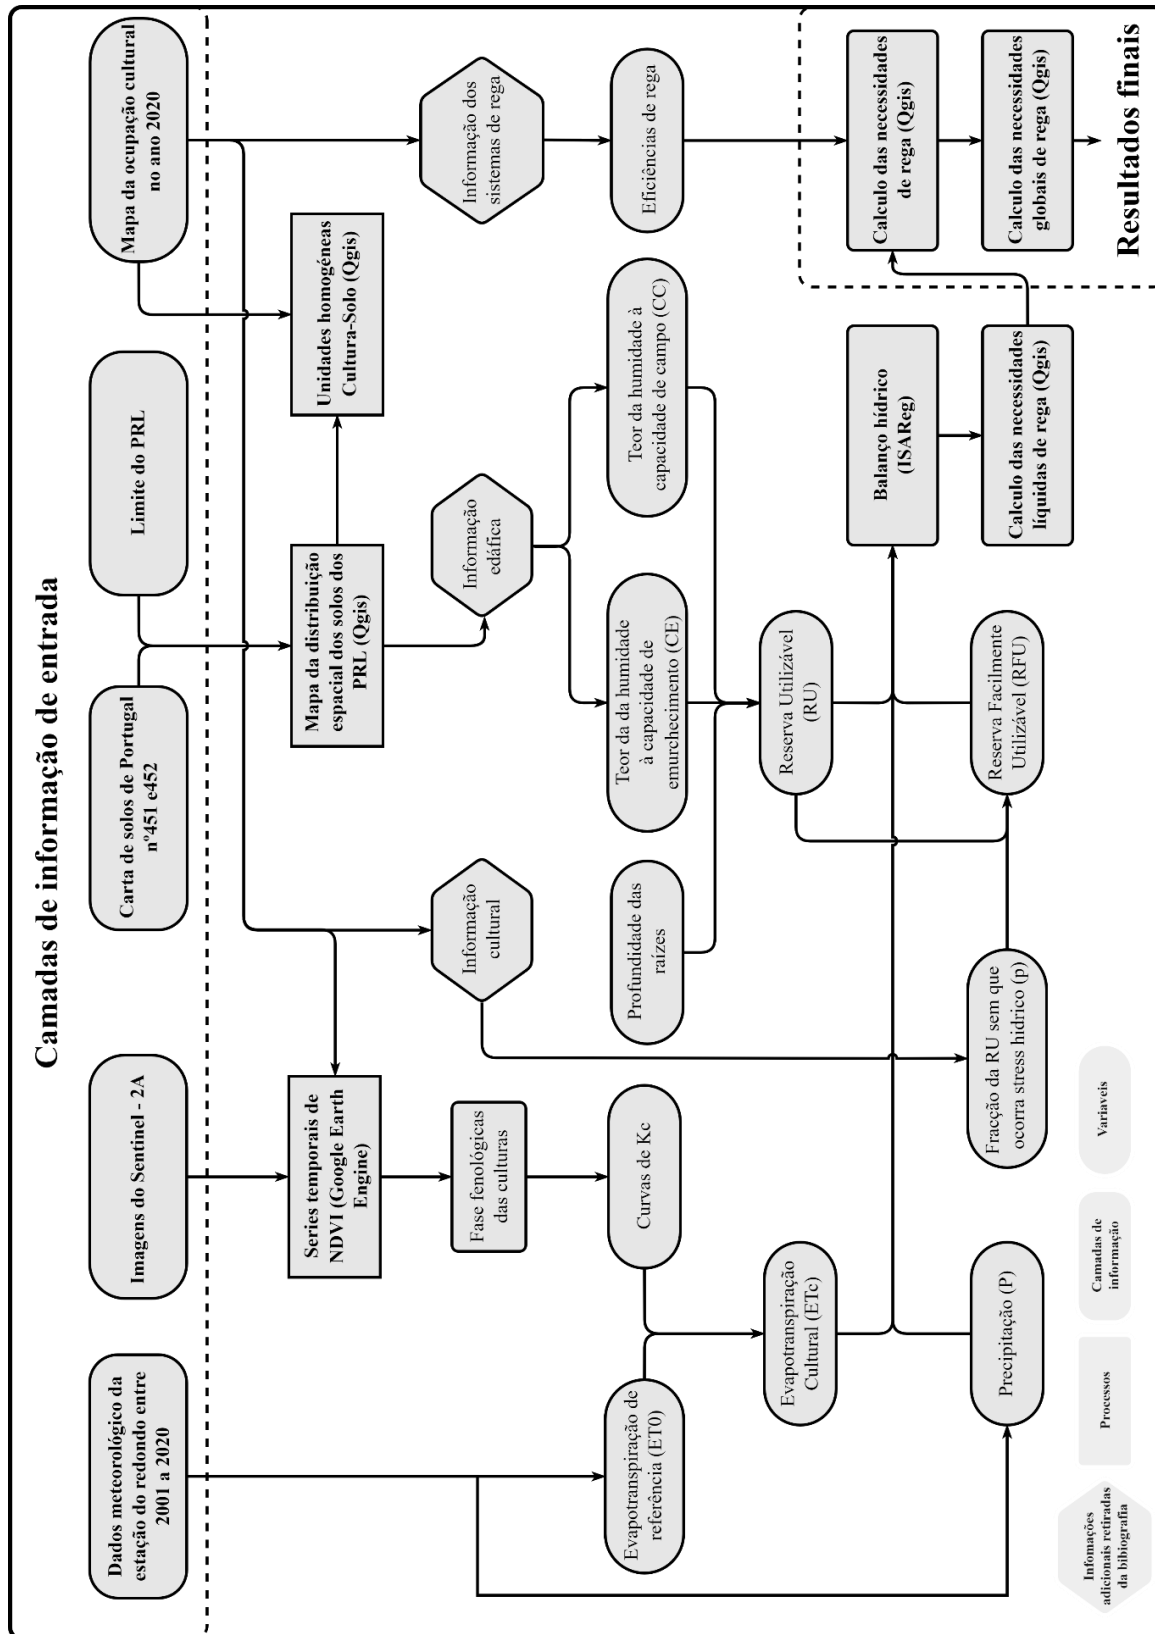 Camadas de informação de entrada
Dados meteorológico da
estação do redondo entre
2001 a 2020
Imagens do Sentinel - 2A
Carta de solos de Portugal
nº451 e452
Limite do PRL
Mapa da ocupação cultural
no ano 2020
Series temporais de
NDVI (Google Earth
Engine)
Mapa da distribuição
espacial dos solos dos
PRL (Qgis)
Unidades homogéneas
Cultura-Solo (Qgis)
Fase fenológicas
das culturas
Informação
cultural
Informação
edáfica
Informação dos
sistemas de rega
Evapotranspiração de
referência (ET0)
Curvas de Kc
Profundidade das
raízes
Teor da da humidade
à capacidade de
emurchecimento (CE)
Teor da humidade à
capacidade de campo (CC)
Eficiências de rega
Evapotranspiração
Cultural (ETc)
Reserva Utilizável
(RU)
Balanço hídrico
(ISAReg)
Calculo das necessidades
de rega (Qgis)
Precipitação (P)
Fracção da RU sem que
ocorra stress hídrico (p)
Reserva Facilmente
Utilizável (RFU)
Calculo das necessidades
líquidas de rega (Qgis)
Calculo das necessidades
globais de rega (Qgis)
Resultados finais
Infomações
adicionais retiradas
da bibiografia
Processos
Camadas de
informação
Variaveis